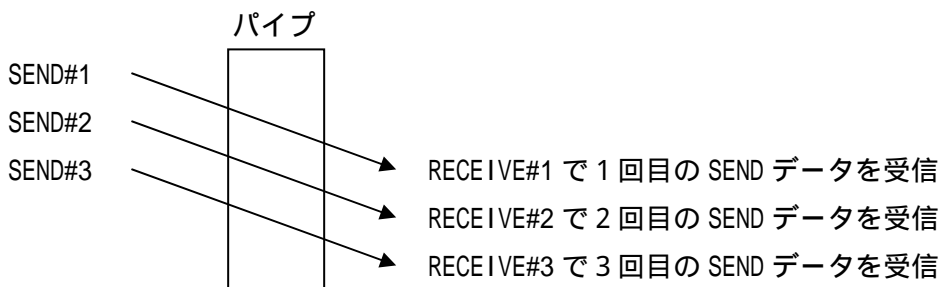 パイプ
SEND#1
SEND#2
SEND#3
RECEIVE#1 で 1 回目の SEND データを受信
RECEIVE#2 で 2 回目の SEND データを受信
RECEIVE#3 で 3 回目の SEND データを受信